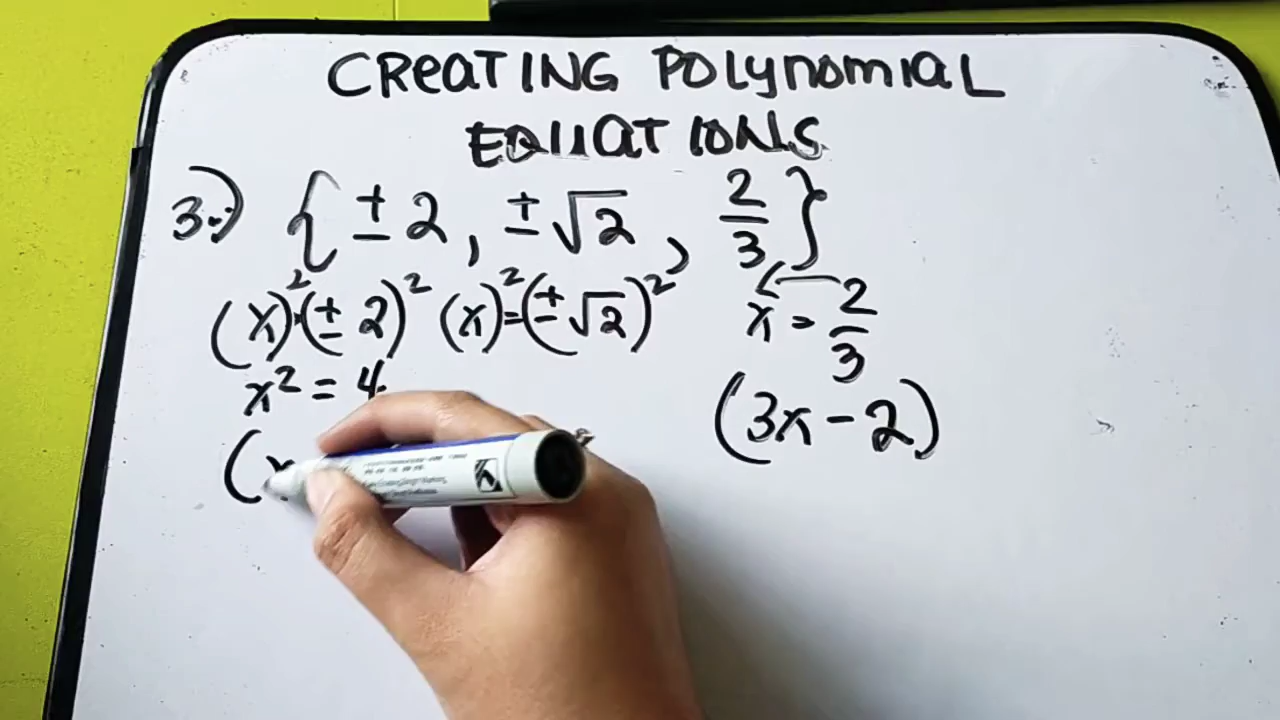 CREATING POLYNOMIAL
EQUATIONS
3.) { ± 2 , ± √2 , 2/3 }
(x)² = (± 2)² (x)² = (± √2)² x = 2/3
x² = 4
(x (3x - 2)